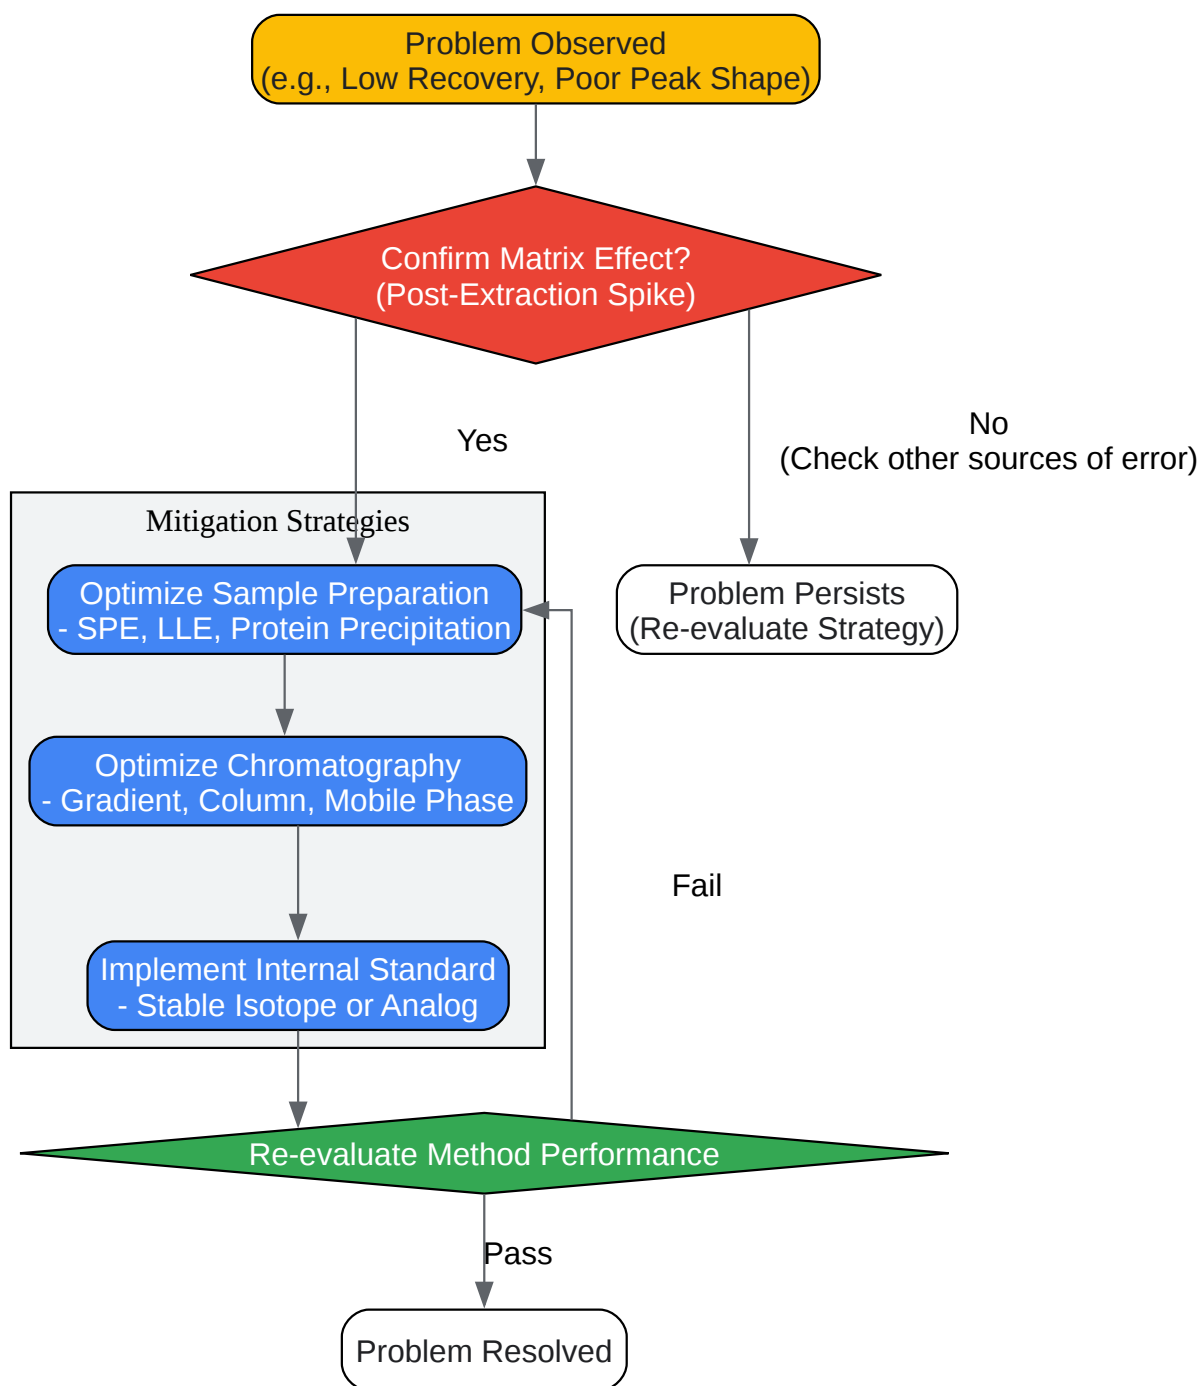 Problem Observed
(e.g., Low Recovery, Poor Peak Shape)
Confirm Matrix Effect?
(Post-Extraction Spike)
Yes
No
(Check other sources of error)
Mitigation Strategies
Optimize Sample Preparation
- SPE, LLE, Protein Precipitation
Problem Persists
(Re-evaluate Strategy)
Optimize Chromatography
- Gradient, Column, Mobile Phase
Fail
Implement Internal Standard
- Stable Isotope or Analog
Re-evaluate Method Performance
Pass
Problem Resolved